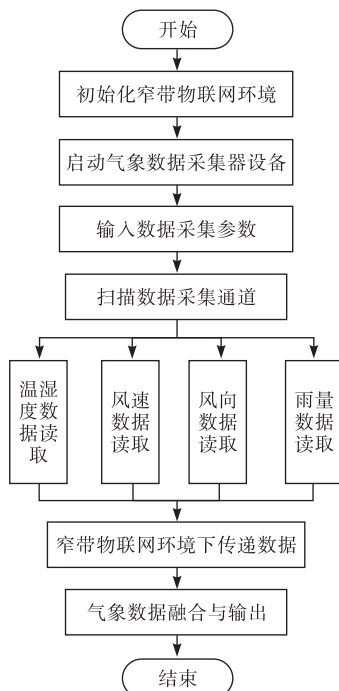 开始
初始化窄带物联网环境
启动气象数据采集器设备
输入数据采集参数
扫描数据采集通道
温湿
度数
据读
取
风速
数据
读取
风向
数据
读取
雨量
数据
读取
窄带物联网环境下传递数据
气象数据融合与输出
结束